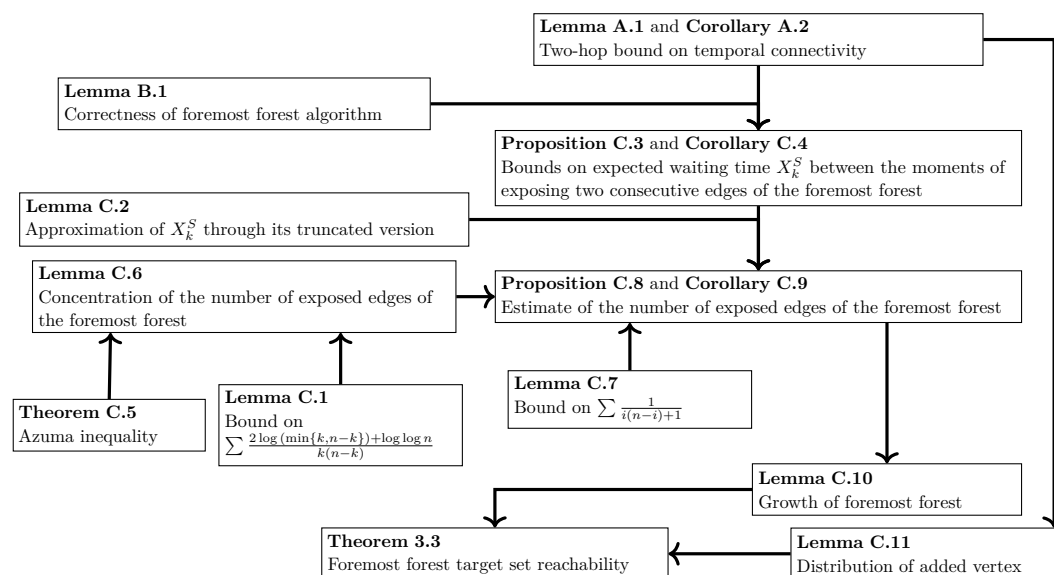 Lemma A.1 and Corollary A.2
Two-hop bound on temporal connectivity
Lemma B.1
Correctness of foremost forest algorithm
Proposition C.3 and Corollary C.4
Bounds on expected waiting time $X_k^S$ between the moments of
exposing two consecutive edges of the foremost forest
Lemma C.2
Approximation of $X_k^S$ through its truncated version
Lemma C.6
Concentration of the number of exposed edges of
the foremost forest
Proposition C.8 and Corollary C.9
Estimate of the number of exposed edges of the foremost forest
Theorem C.5
Azuma inequality
Lemma C.1
Bound on
$\sum \frac{2\log(\min\{k,n-k\})+\log\log n}{k(n-k)}$
Lemma C.7
Bound on $\sum \frac{1}{i(n-i)+1}$
Lemma C.10
Growth of foremost forest
Theorem 3.3
Foremost forest target set reachability
Lemma C.11
Distribution of added vertex